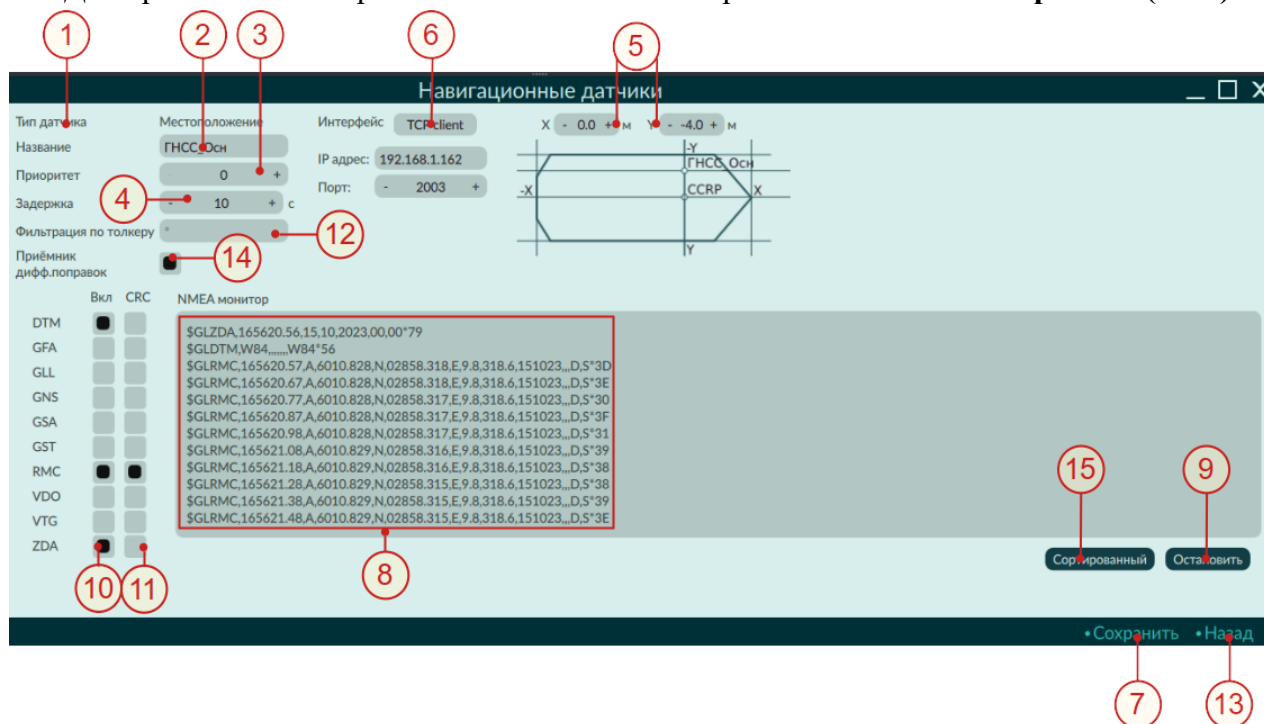 1 2 3 6 5
Навигационные датчики
Тип датчика Местоположение Интерфейс TCP client X - 0.0 + м Y - -4.0 + м
Название ГНСС_Осн
IP адрес: 192.168.1.162
Приоритет - 0 +
Порт: - 2003 +
Задержка - 10 + с
4
Фильтрация по толкеру *
12
Приёмник
дифф.поправок
14
-Y
ГНСС_Осн
-X CCRP X
Y
Вкл CRC NMEA монитор
DTM
GFA
GLL
GNS
GSA
GST
RMC
VDO
VTG
ZDA
$GLZDA,165620.56,15,10,2023,00,00*79
$GLDTM,W84,,,,,,,W84*56
$GLRMC,165620.57,A,6010.828,N,02858.318,E,9.8,318.6,151023,,,D,S*3D
$GLRMC,165620.67,A,6010.828,N,02858.318,E,9.8,318.6,151023,,,D,S*3E
$GLRMC,165620.77,A,6010.828,N,02858.317,E,9.8,318.6,151023,,,D,S*30
$GLRMC,165620.87,A,6010.828,N,02858.317,E,9.8,318.6,151023,,,D,S*3F
$GLRMC,165620.98,A,6010.828,N,02858.317,E,9.8,318.6,151023,,,D,S*31
$GLRMC,165621.08,A,6010.829,N,02858.316,E,9.8,318.6,151023,,,D,S*39
$GLRMC,165621.18,A,6010.829,N,02858.316,E,9.8,318.6,151023,,,D,S*38
$GLRMC,165621.28,A,6010.829,N,02858.315,E,9.8,318.6,151023,,,D,S*38
$GLRMC,165621.38,A,6010.829,N,02858.315,E,9.8,318.6,151023,,,D,S*39
$GLRMC,165621.48,A,6010.829,N,02858.315,E,9.8,318.6,151023,,,D,S*3E
15 9
Сортированный Остановить
10 11 8
•Сохранить •Назад
7 13